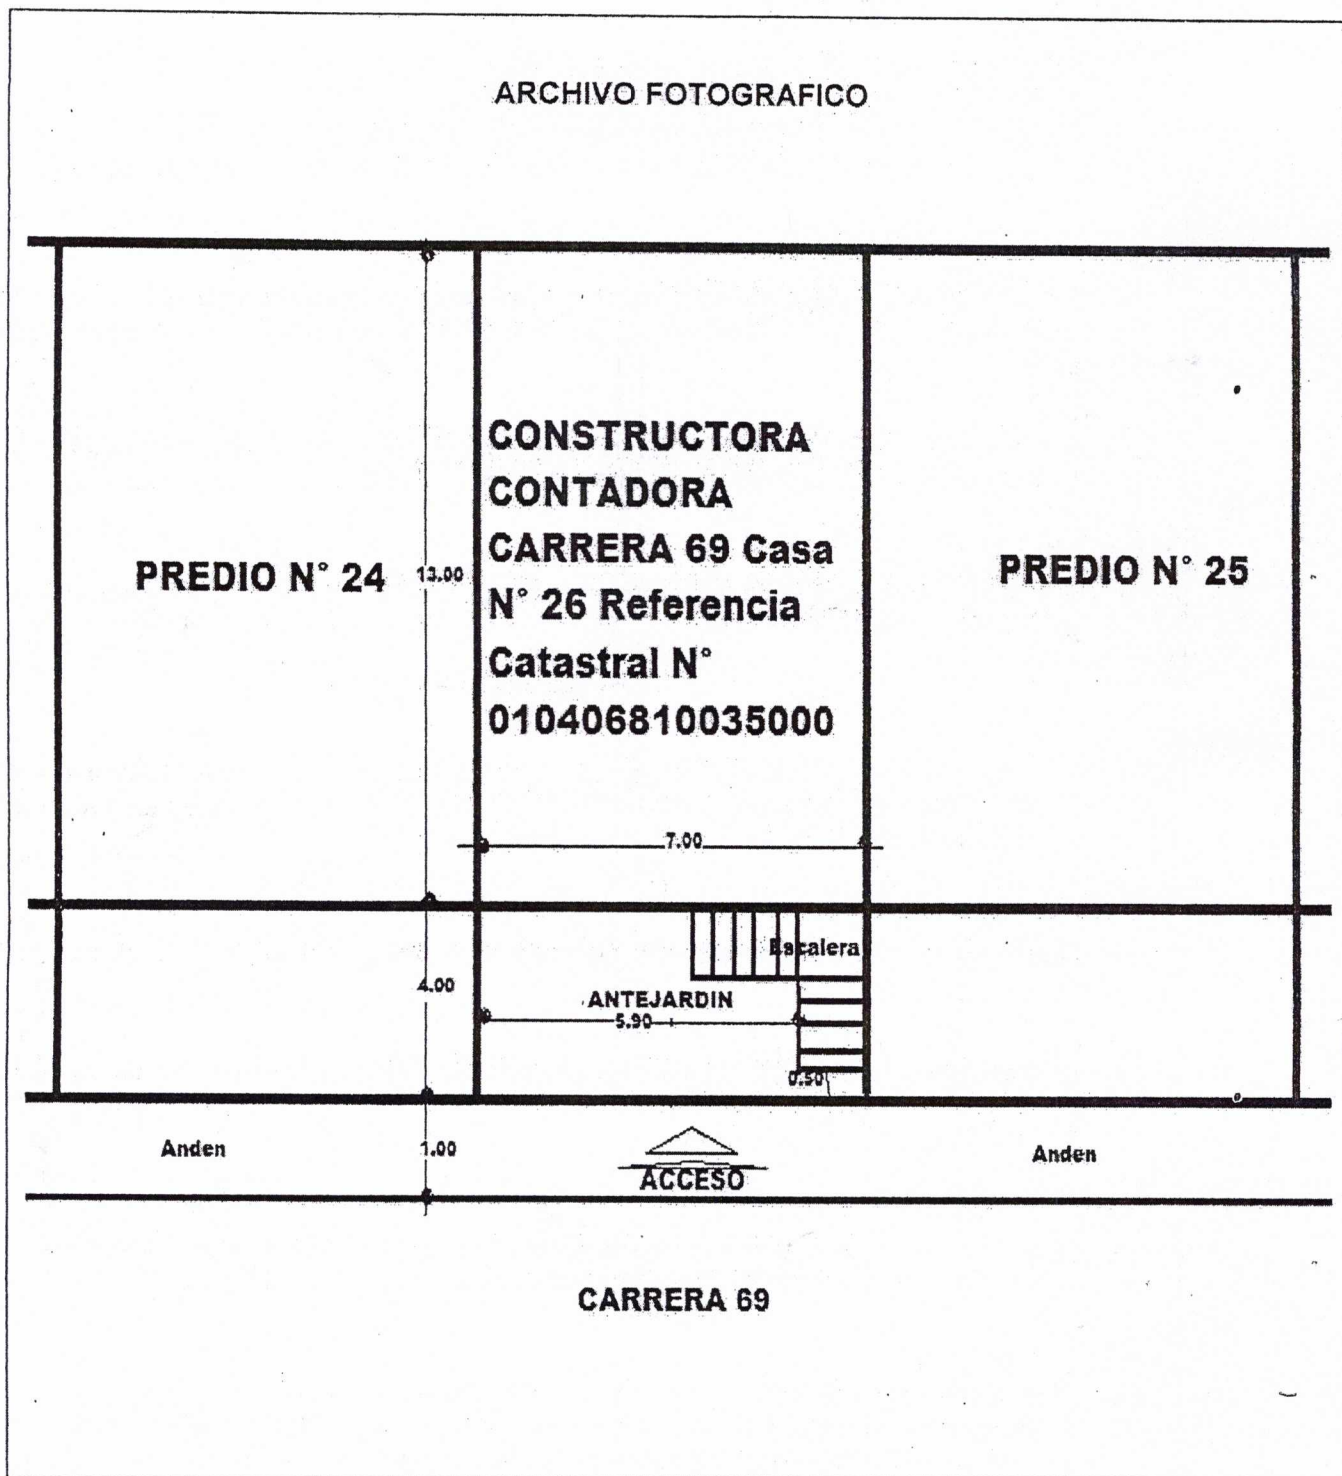 ARCHIVO FOTOGRAFICO
CONSTRUCTORA
CONTADORA
CARRERA 69 Casa
N° 26 Referencia
Catastral N°
010406810035000
PREDIO N° 24
13.00
PREDIO N° 25
7.00
Escalera
4.00
ANTEJARDIN
5.90
0.50
Anden
1.00
ACCESO
Anden
CARRERA 69